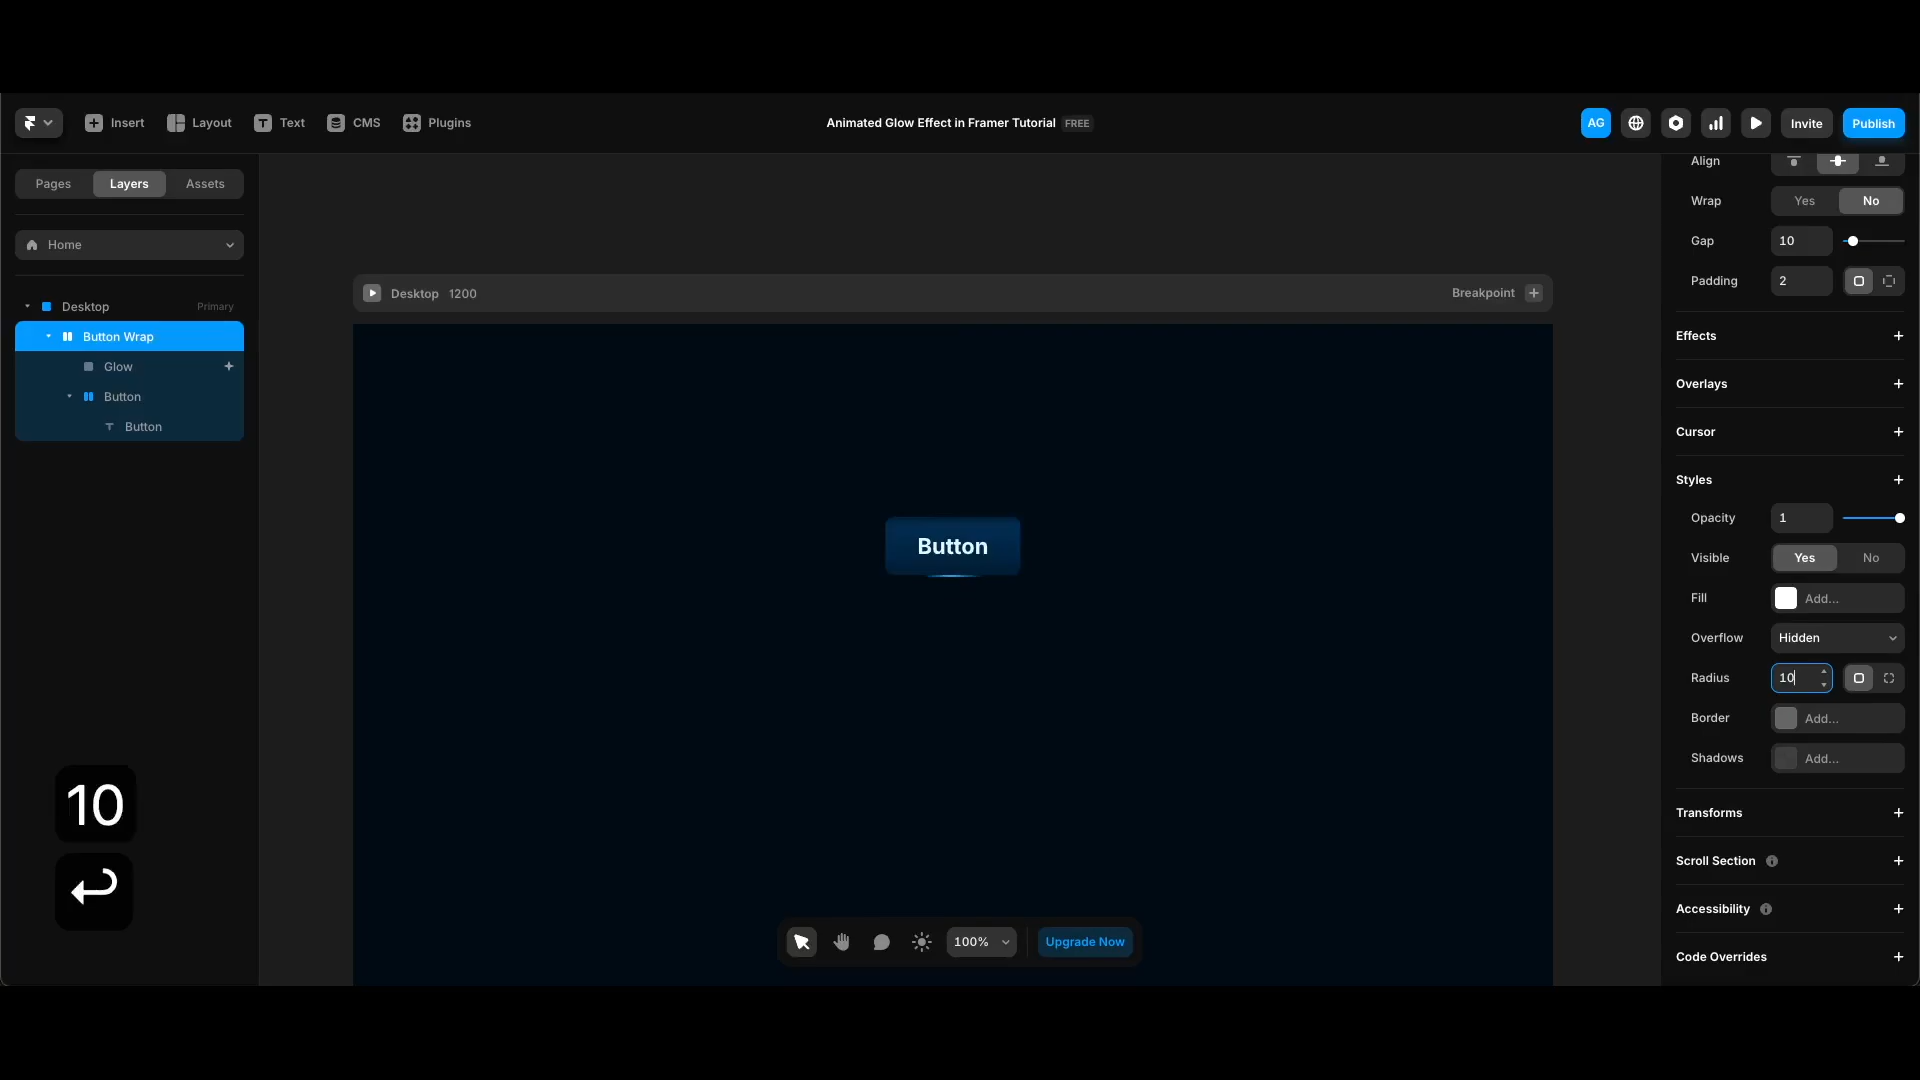 Insert
Layout
Text
CMS
Plugins
Animated Glow Effect in Framer Tutorial FREE
AG
Invite
Publish
Pages
Layers
Assets
Home
Desktop
Primary
Button Wrap
Glow
Button
Button
Desktop 1200
Breakpoint
Button
10
100%
Upgrade Now
Align
Wrap
Yes
No
Gap
10
Padding
2
Effects
Overlays
Cursor
Styles
Opacity
1
Visible
Yes
No
Fill
Add...
Overflow
Hidden
Radius
10
Border
Add...
Shadows
Add...
Transforms
Scroll Section
Accessibility
Code Overrides